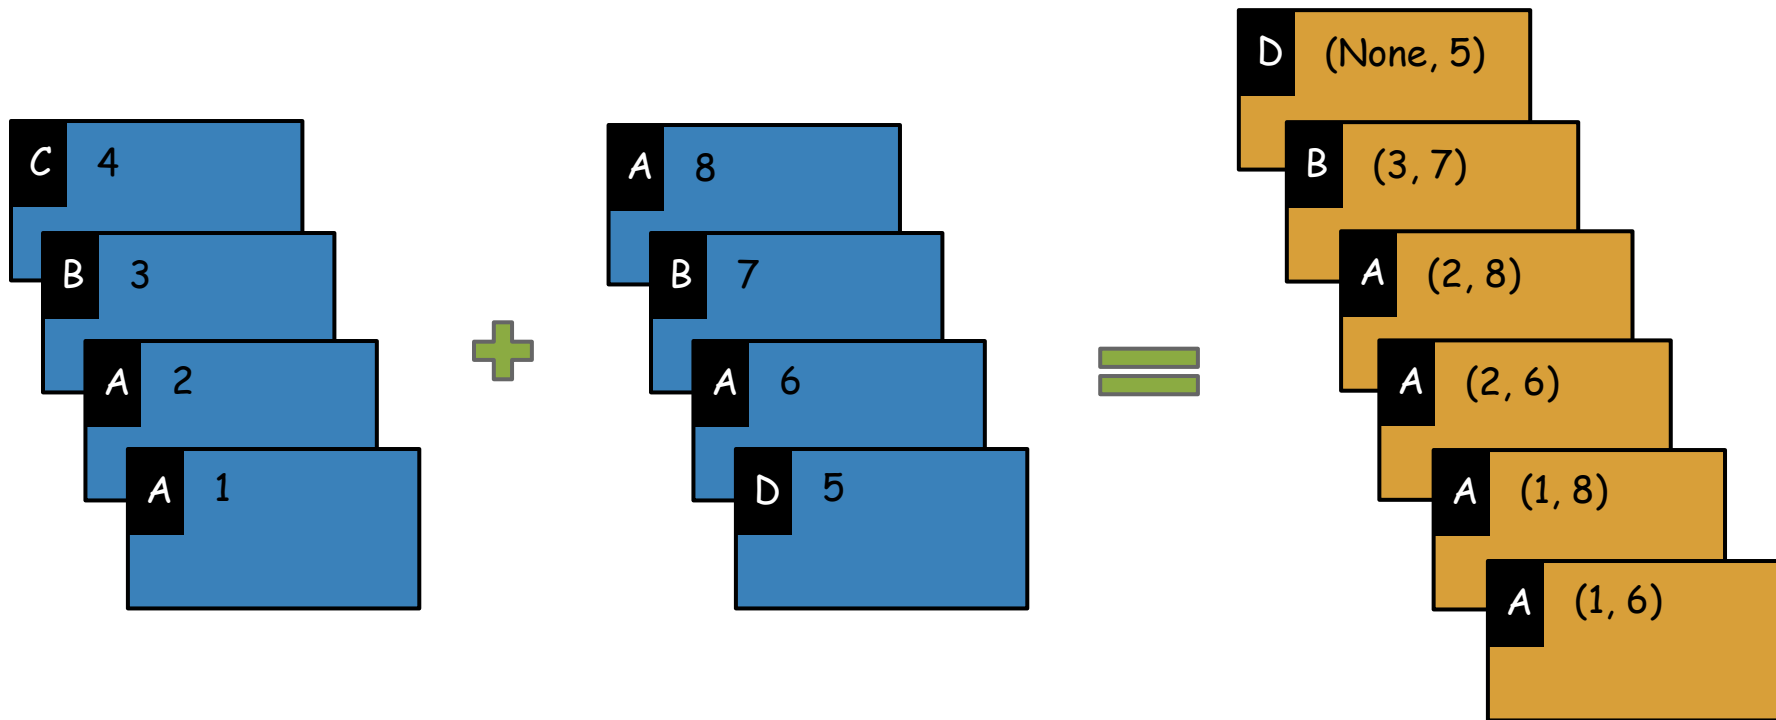 C 4
B 3
A 2
A 1
A 8
B 7
A 6
D 5
D (None, 5)
B (3, 7)
A (2, 8)
A (2, 6)
A (1, 8)
A (1, 6)